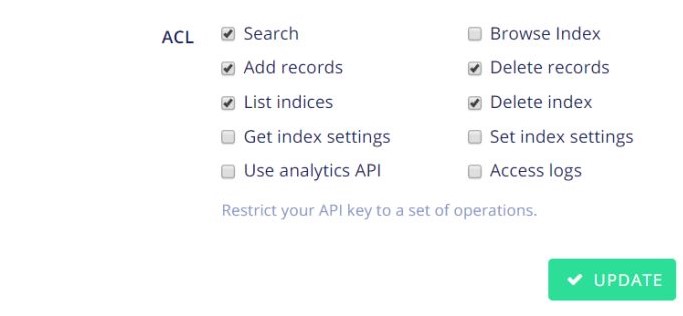 ACL
Search Browse Index
Add records Delete records
List indices Delete index
Get index settings Set index settings
Use analytics API Access logs
Restrict your API key to a set of operations.
UPDATE